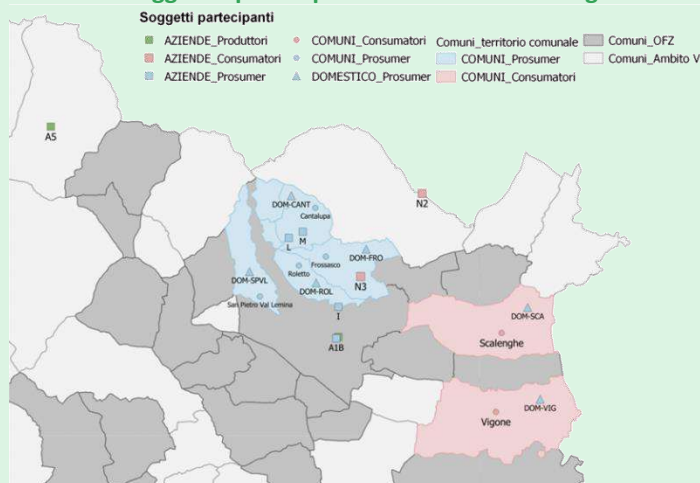 Soggetti partecipanti
AZIENDE_Produttori
COMUNI_Consumatori
Comuni_territorio comunale
Comuni_OFZ
AZIENDE_Consumatori
COMUNI_Prosumer
COMUNI_Prosumer
Comuni_Ambito V
AZIENDE_Prosumer
DOMESTICO_Prosumer
COMUNI_Consumatori
A5
N2
DOM-CANT
Cantalupa
M
L
DOM-FRO
Frossasco
Roletto
DOM-SPVL
DOM-ROL
N3
San Pietro Val Lemina
I
DOM-SCA
A1B
Scalenghe
DOM-VIG
Vigone